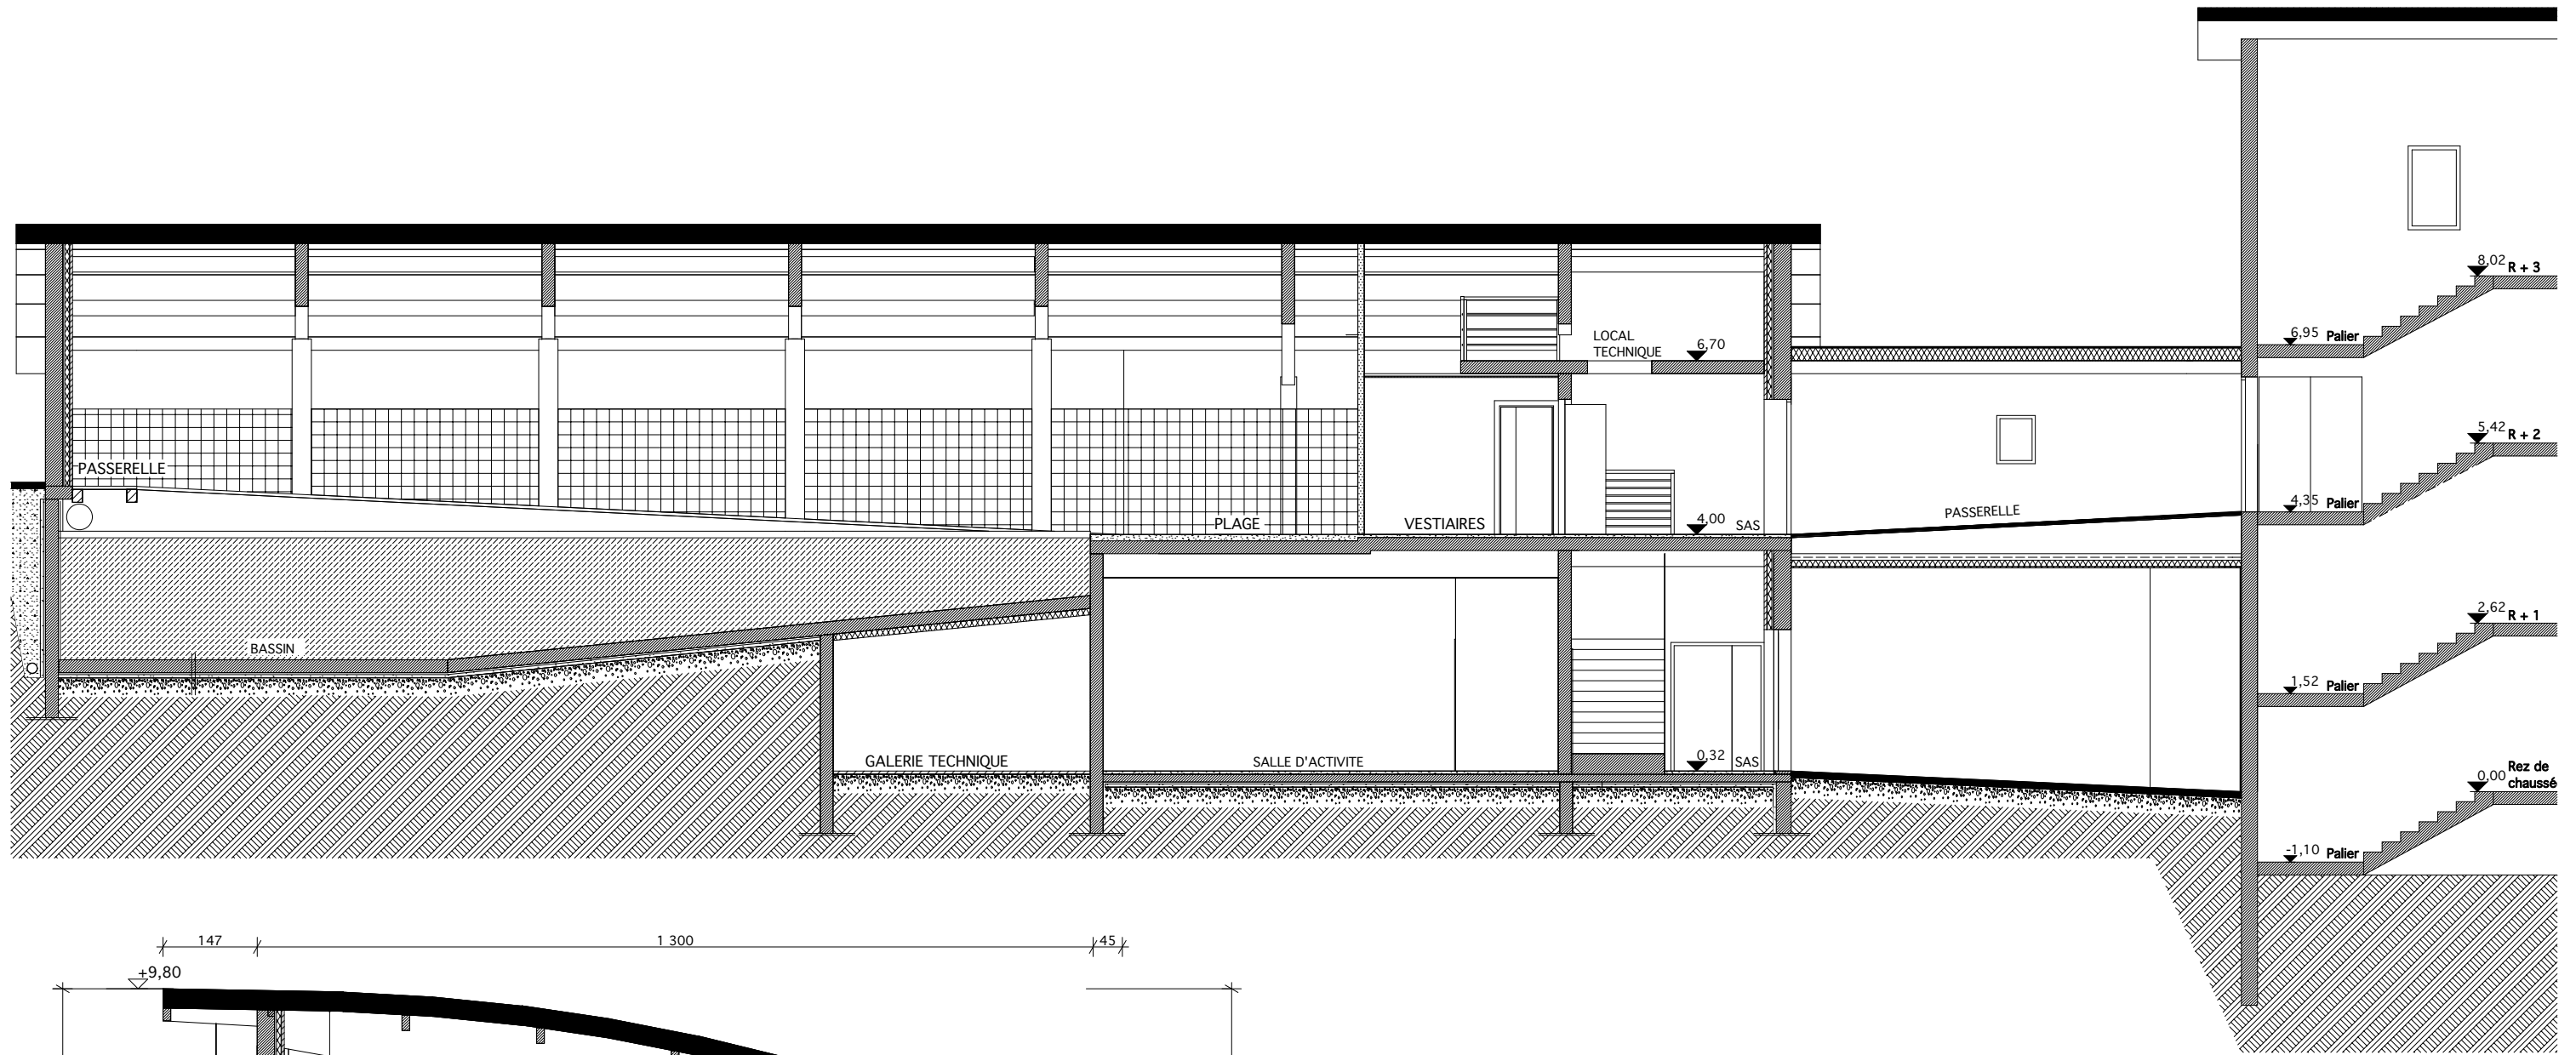 8,02 R + 3
LOCAL
TECHNIQUE
6,70
6,95 Palier
5,42 R + 2
PASSERELLE
PLAGE
VESTIAIRES
4,00 SAS
PASSERELLE
4,35 Palier
2,62 R + 1
BASSIN
1,52 Palier
GALERIE TECHNIQUE
SALLE D'ACTIVITE
0,32 SAS
0,00 Rez de
chaussé
-1,10 Palier
147
1 300
45
+9,80